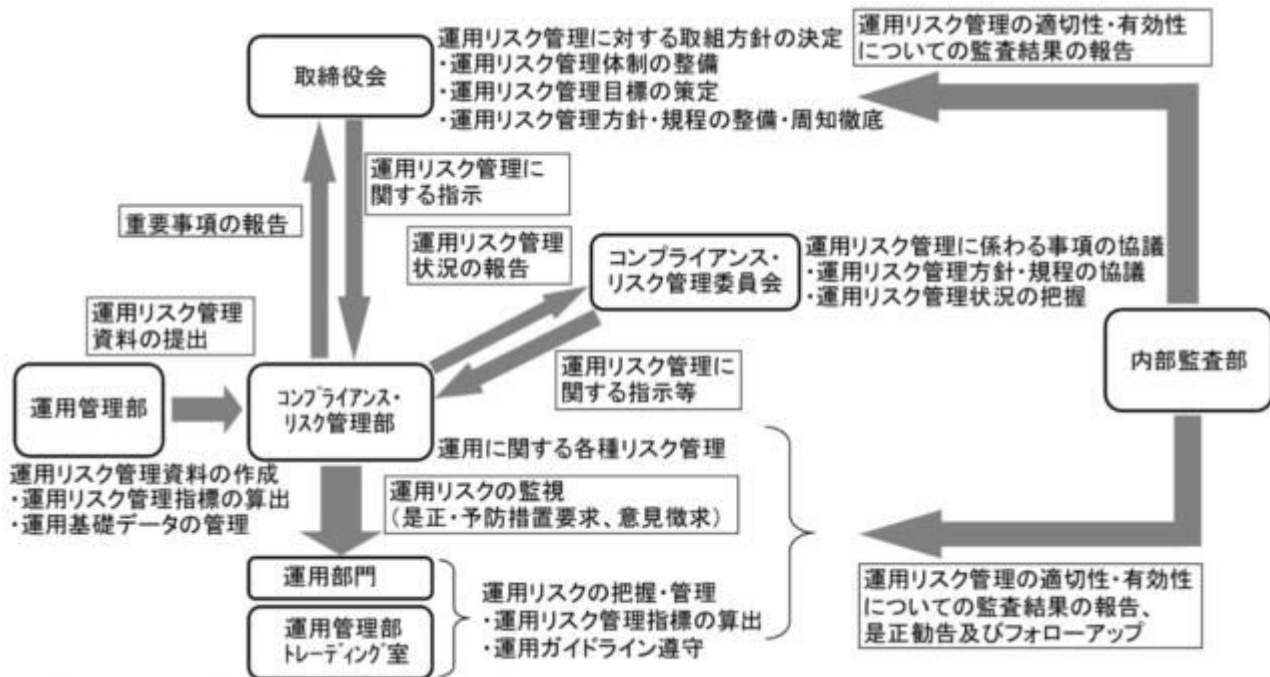 取締役会
運用リスク管理に対する取組方針の決定
・運用リスク管理体制の整備
・運用リスク管理目標の策定
・運用リスク管理方針・規程の整備・周知徹底
運用リスク管理の適切性・有効性
についての監査結果の報告
運用リスク管理に
関する指示
重要事項の報告
運用リスク管理
状況の報告
コンプライアンス・
リスク管理委員会
運用リスク管理に係わる事項の協議
・運用リスク管理方針・規程の協議
・運用リスク管理状況の把握
運用リスク管理
資料の提出
運用リスク管理に
関する指示等
内部監査部
運用管理部
コンプライアンス・
リスク管理部
運用に関する各種リスク管理
運用リスク管理資料の作成
・運用リスク管理指標の算出
・運用基礎データの管理
運用リスクの監視
(是正・予防措置要求、意見徴求)
運用部門
運用管理部
トレーディング室
運用リスクの把握・管理
・運用リスク管理指標の算出
・運用ガイドライン遵守
運用リスク管理の適切性・有効性
についての監査結果の報告、
是正勧告及びフォローアップ